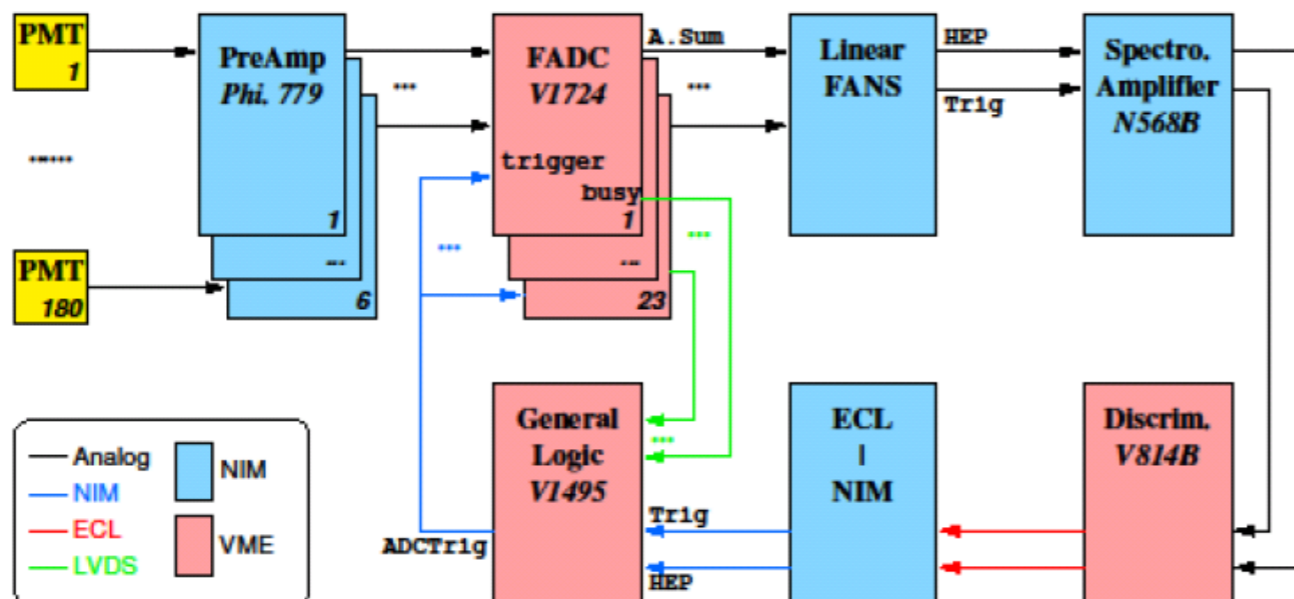 PMT
1
......
PMT
180
PreAmp
Phi. 779
1
...
6
...
FADC
V1724
trigger
busy
1
...
23
...
...
A.Sum
...
Linear
FANS
HEP
Trig
Spectro.
Amplifier
N568B
General
Logic
V1495
...
ADCTrig
Trig
HEP
ECL
|
NIM
Discrim.
V814B
Analog
NIM
ECL
LVDS
NIM
VME